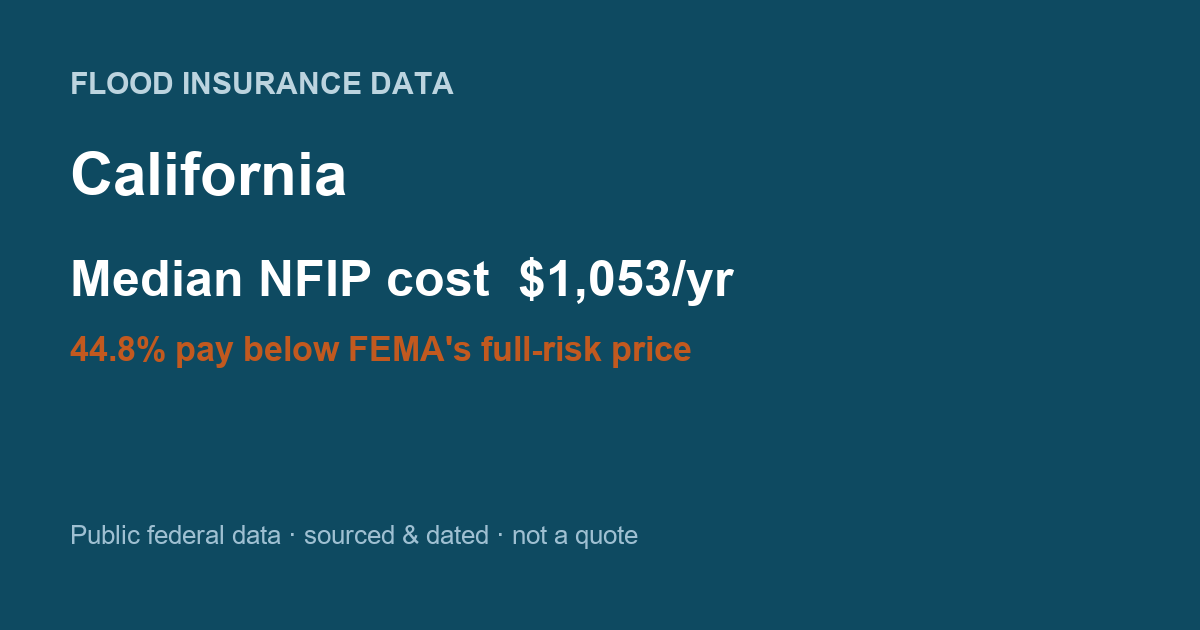 FLOOD INSURANCE DATA
California
Median NFIP cost  $1,053/yr
44.8% pay below FEMA's full-risk price
Public federal data · sourced & dated · not a quote